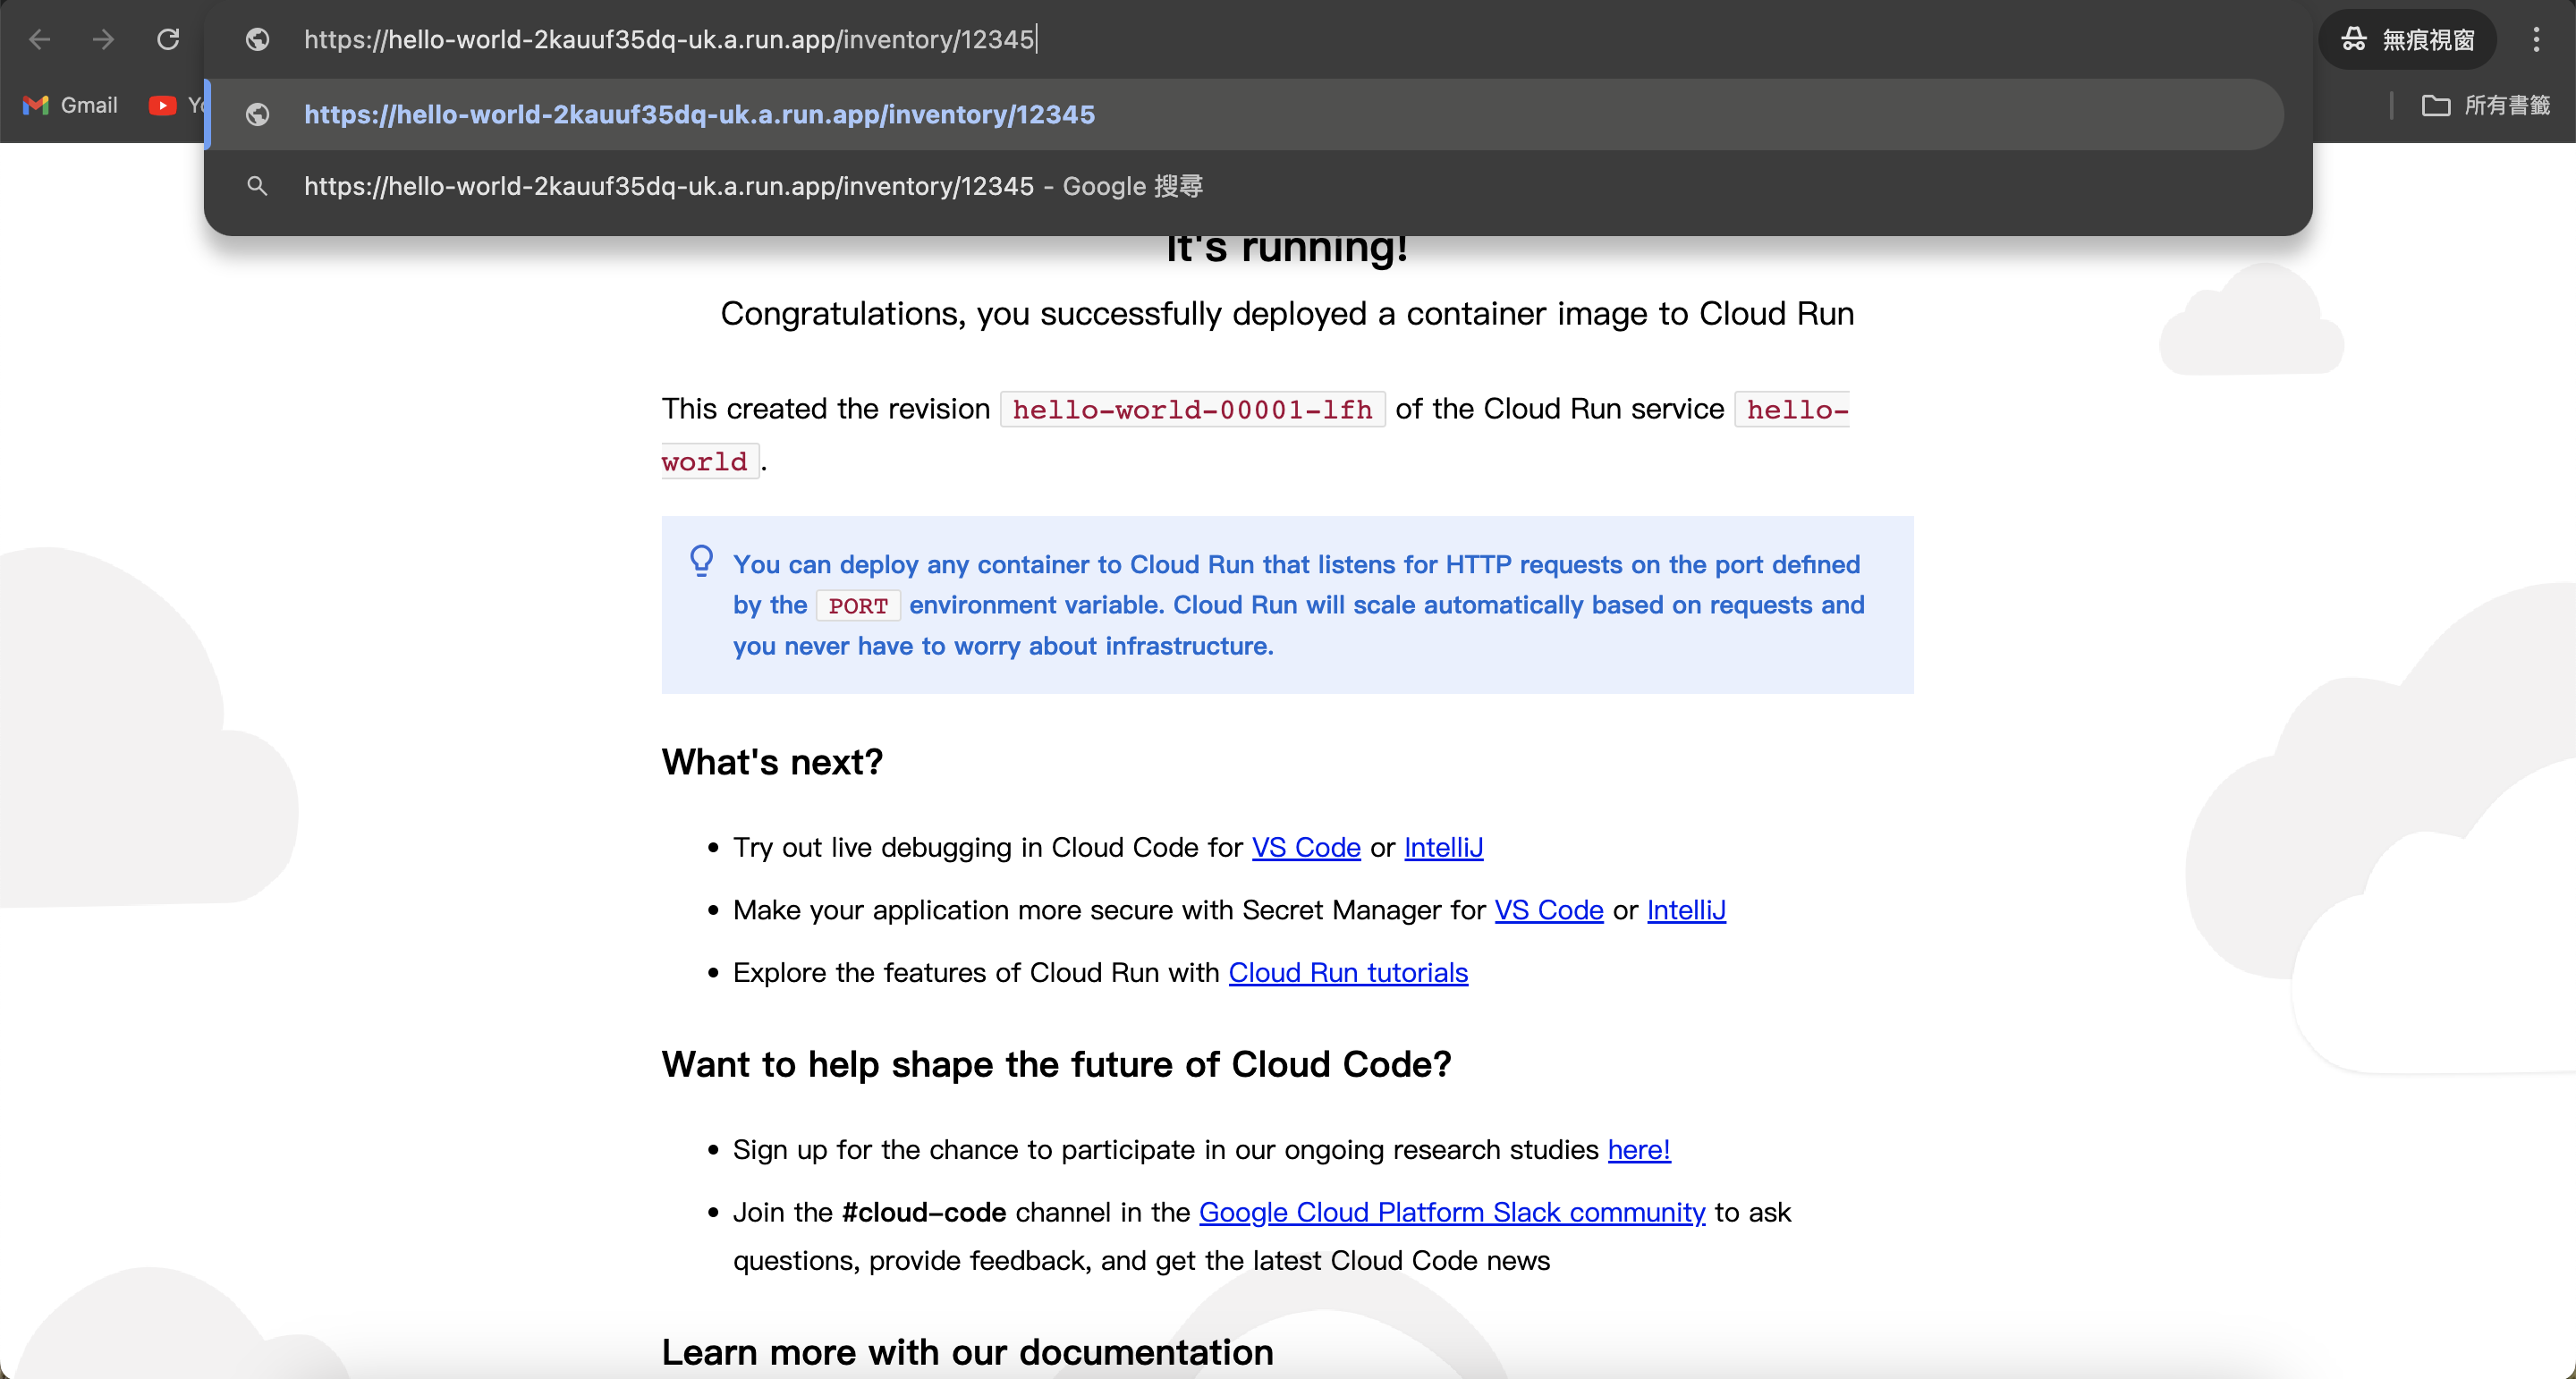 https://hello-world-2kauuf35dq-uk.a.run.app/inventory/12345
無痕視窗
Gmail
https://hello-world-2kauuf35dq-uk.a.run.app/inventory/12345
所有書籤
https://hello-world-2kauuf35dq-uk.a.run.app/inventory/12345 - Google 搜尋
It's running!
Congratulations, you successfully deployed a container image to Cloud Run
This created the revision hello-world-00001-lfh of the Cloud Run service hello-
world.
You can deploy any container to Cloud Run that listens for HTTP requests on the port defined
by the PORT environment variable. Cloud Run will scale automatically based on requests and
you never have to worry about infrastructure.
What's next?
• Try out live debugging in Cloud Code for VS Code or IntelliJ
• Make your application more secure with Secret Manager for VS Code or IntelliJ
• Explore the features of Cloud Run with Cloud Run tutorials
Want to help shape the future of Cloud Code?
• Sign up for the chance to participate in our ongoing research studies here!
• Join the #cloud-code channel in the Google Cloud Platform Slack community to ask
questions, provide feedback, and get the latest Cloud Code news
Learn more with our documentation